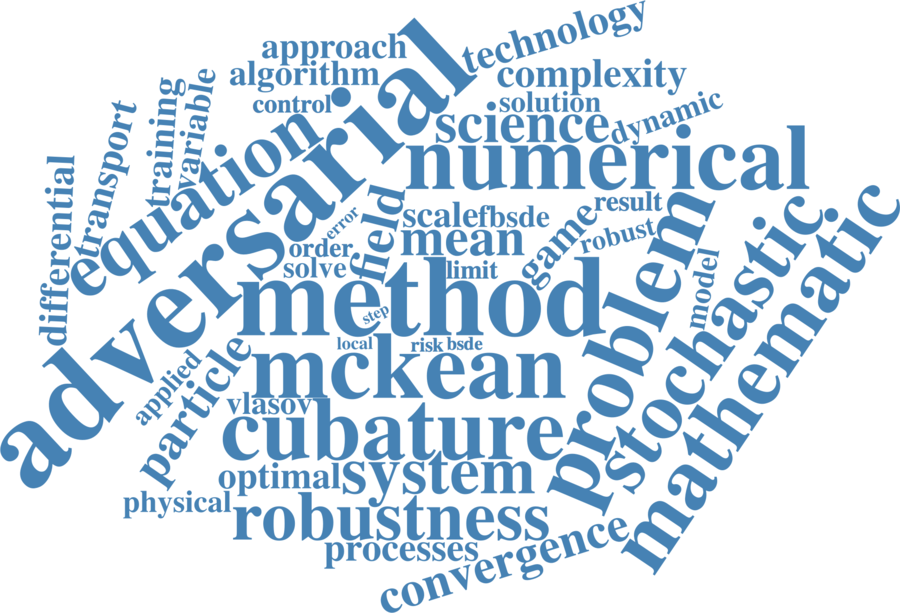 approach
technology
algorithm
complexity
control
solution
dynamic
science
numerical
adversarial
training
variable
transport
differential
equation
field
error
scale
fbsde
result
game
robust
mean
order
solve
limit
method
step
problem
model
stochastic
mathematic
local
risk
bsde
mckean
applied
particle
vlasov
cubature
optimal
system
physical
robustness
processes
convergence